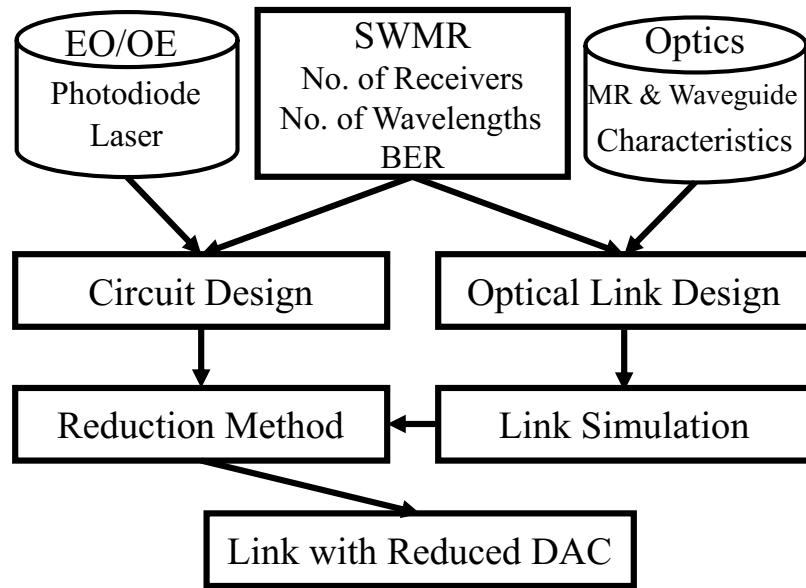 EO/OE
Photodiode
Laser
SWMR
No. of Receivers
No. of Wavelengths
BER
Optics
MR & Waveguide
Characteristics
Circuit Design
Optical Link Design
Reduction Method
Link Simulation
Link with Reduced DAC